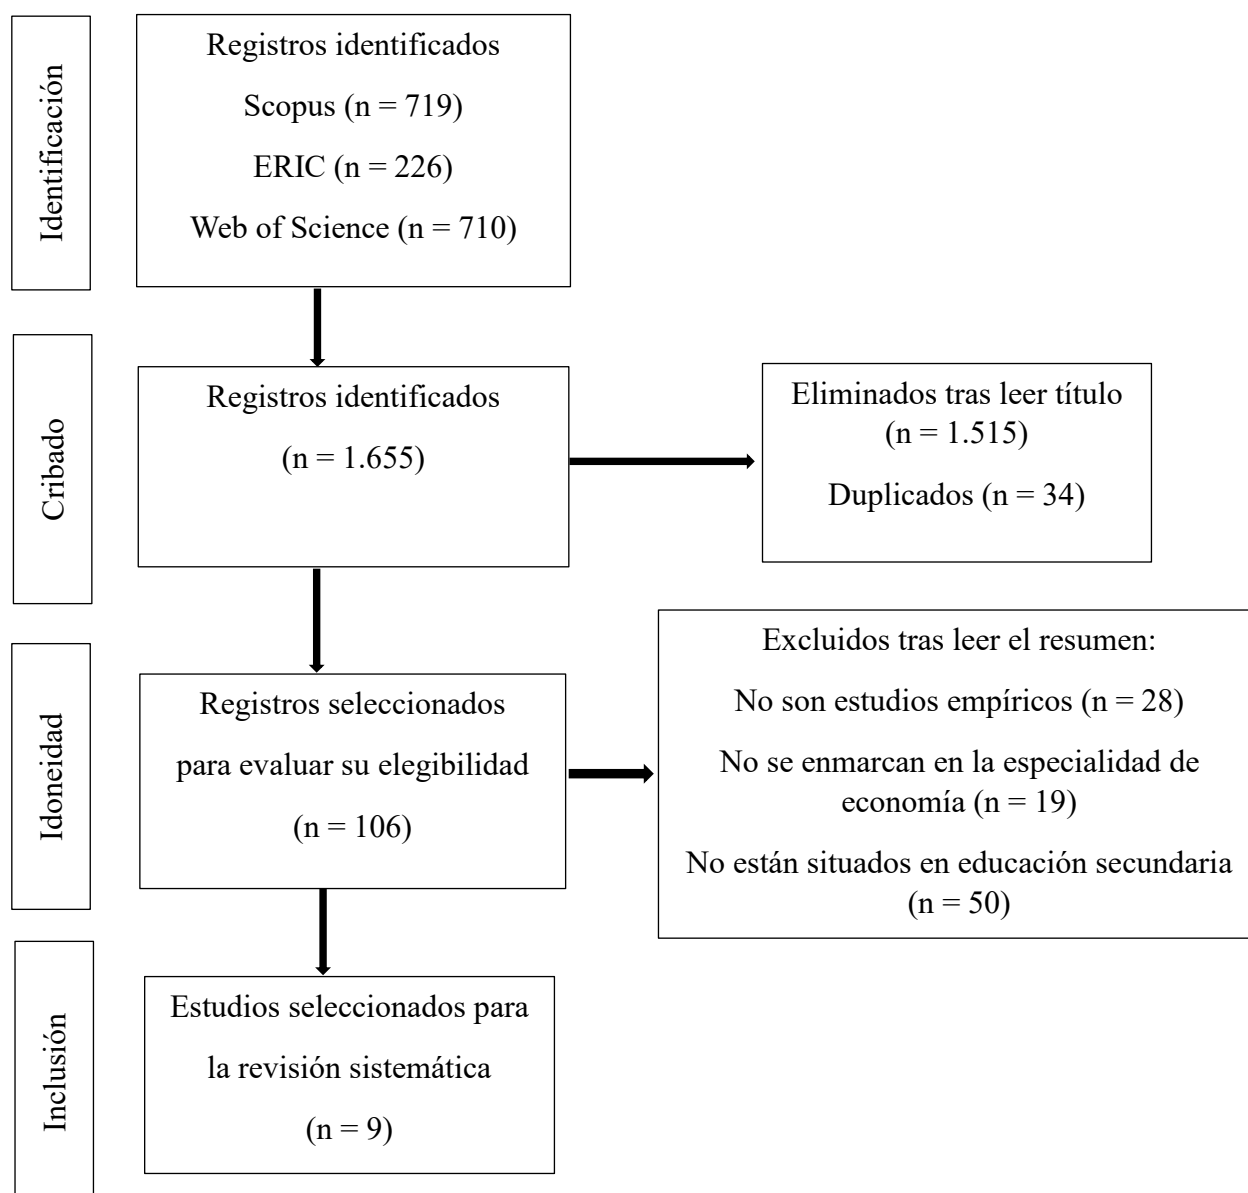 Identificación
Registros identificados
Scopus (n = 719)
ERIC (n = 226)
Web of Science (n = 710)
Cribado
Registros identificados
(n = 1.655)
Eliminados tras leer título
(n = 1.515)
Duplicados (n = 34)
Idoneidad
Registros seleccionados
para evaluar su elegibilidad
(n = 106)
Excluidos tras leer el resumen:
No son estudios empíricos (n = 28)
No se enmarcan en la especialidad de
economía (n = 19)
No están situados en educación secundaria
(n = 50)
Inclusión
Estudios seleccionados para
la revisión sistemática
(n = 9)